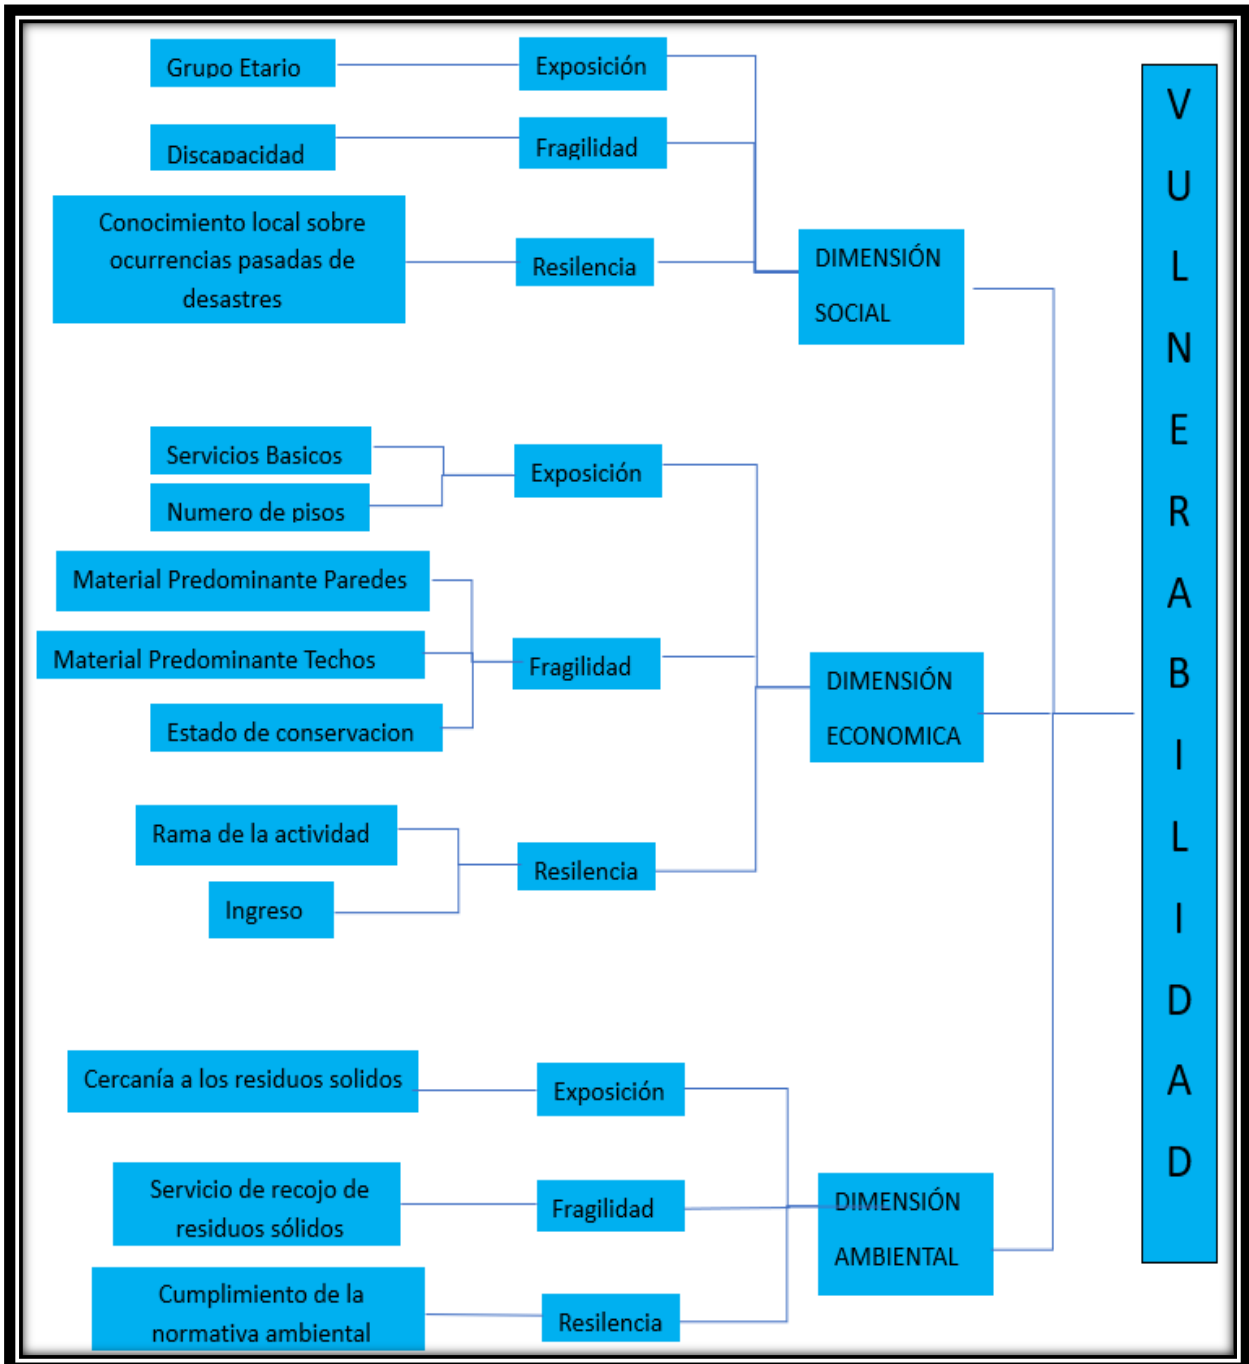 Grupo Etario
Exposición
Discapacidad
Fragilidad
Conocimiento local sobre
ocurrencias pasadas de
desastres
Resilencia
DIMENSIÓN
SOCIAL
Servicios Basicos
Numero de pisos
Exposición
Material Predominante Paredes
Material Predominante Techos
Estado de conservacion
Fragilidad
Rama de la actividad
Ingreso
Resilencia
DIMENSIÓN
ECONOMICA
Cercanía a los residuos solidos
Exposición
Servicio de recojo de
residuos sólidos
Fragilidad
Cumplimiento de la
normativa ambiental
Resilencia
DIMENSIÓN
AMBIENTAL
VULNERABILIDAD